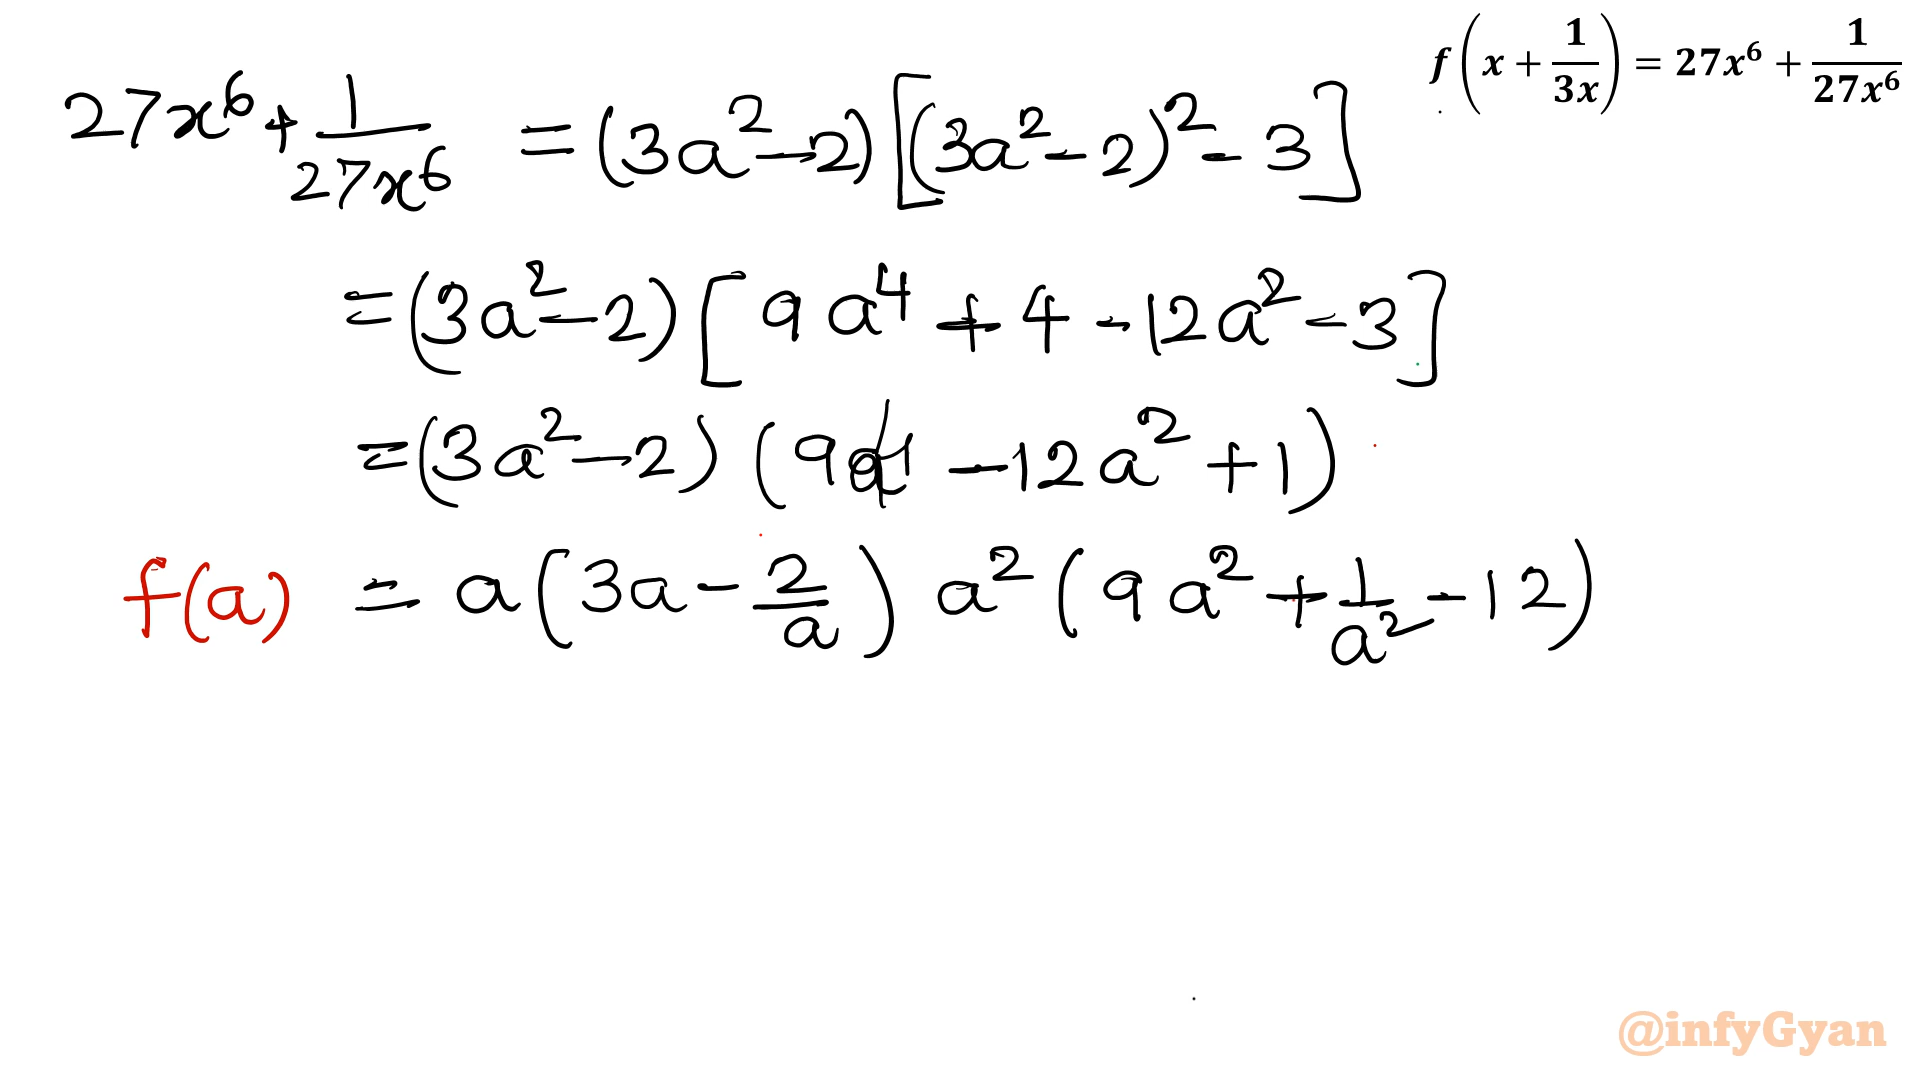 f(x + 1/3x) = 27x⁶ + 1/27x⁶
27x⁶ + 1/27x⁶ = (3a² - 2)[(3a² - 2)² - 3]
= (3a² - 2)[9a⁴ + 4 - 12a² - 3]
= (3a² - 2)(9a⁴ - 12a² + 1)
f(a) = a(3a - 2/a) a²(9a² + 1/a² - 12)
@infyGyan